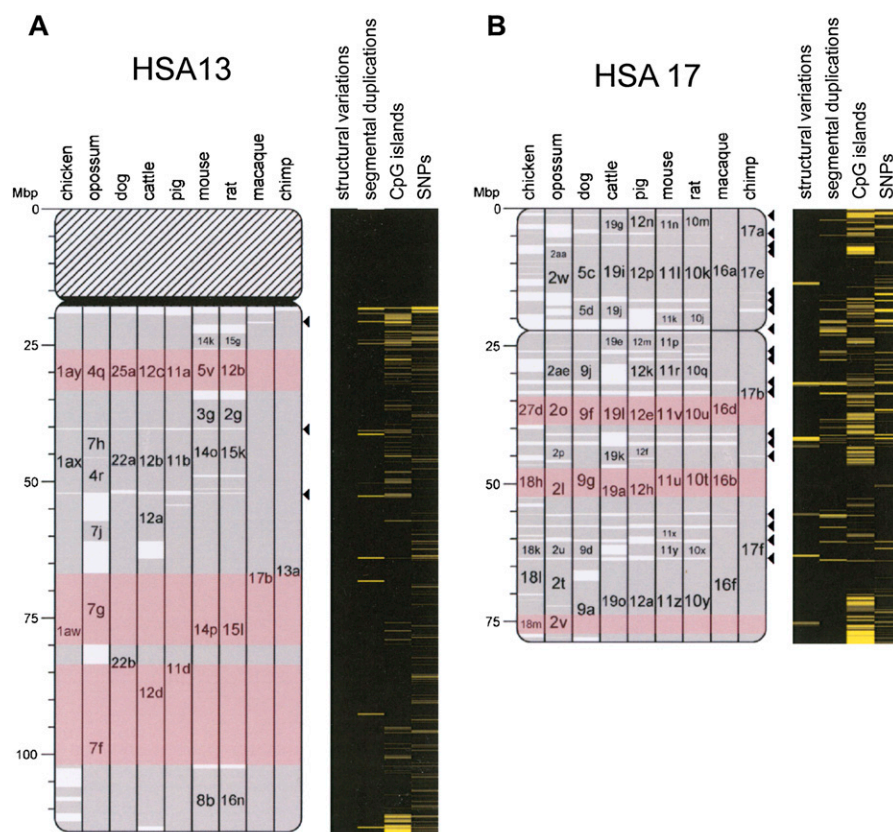 A
B
HSA13
HSA 17
Mbp
chicken
opossum
dog
cattle
pig
mouse
rat
macaque
chimp
structural variations
segmental duplications
CpG islands
SNPs
0
14k 15g
25
1ay 4q 25a 12c 11a 5v 12b
3g 2g
7h
1ax 22a 12b 11b 14o 15k
4r
50
12a
7j
17b 13a
75
7g
1aw 14p 15l
22b 11d
12d
100
7f
8b 16n
Mbp
chicken
opossum
dog
cattle
pig
mouse
rat
macaque
chimp
structural variations
segmental duplications
CpG islands
SNPs
0
19g 12n 11n 10m
17a
2aa
2w 5c 19i 12p 11l 10k 16a 17e
5d 19j
11k 10j
25
19e 12m 11p
2ae 9j 12k 11r 10q
17b
27d 2o 9f 19l 12e 11v 10u 16d
2p 19k 12f
50
18h 2l 9g 19a 12h 11u 10t 16b
11x
18k 2u 9d 11y 10x 17f
18l 2t 16f
9a 19o 12a 11z 10y
75
18m 2v